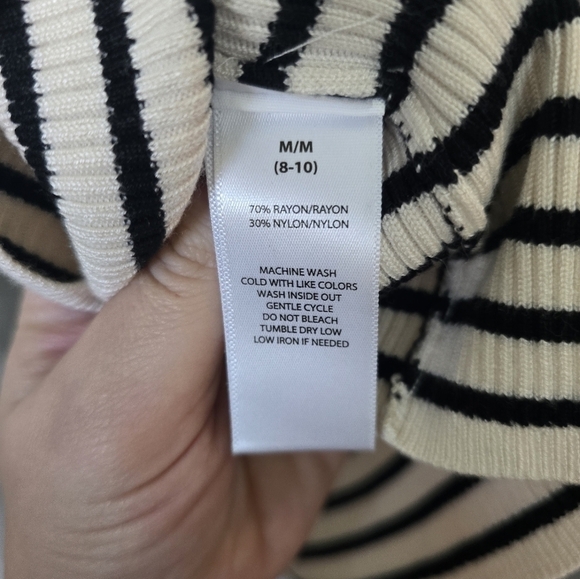 M/M
(8-10)
70% RAYON/RAYON
30% NYLON/NYLON
MACHINE WASH
COLD WITH LIKE COLORS
WASH INSIDE OUT
GENTLE CYCLE
DO NOT BLEACH
TUMBLE DRY LOW
LOW IRON IF NEEDED